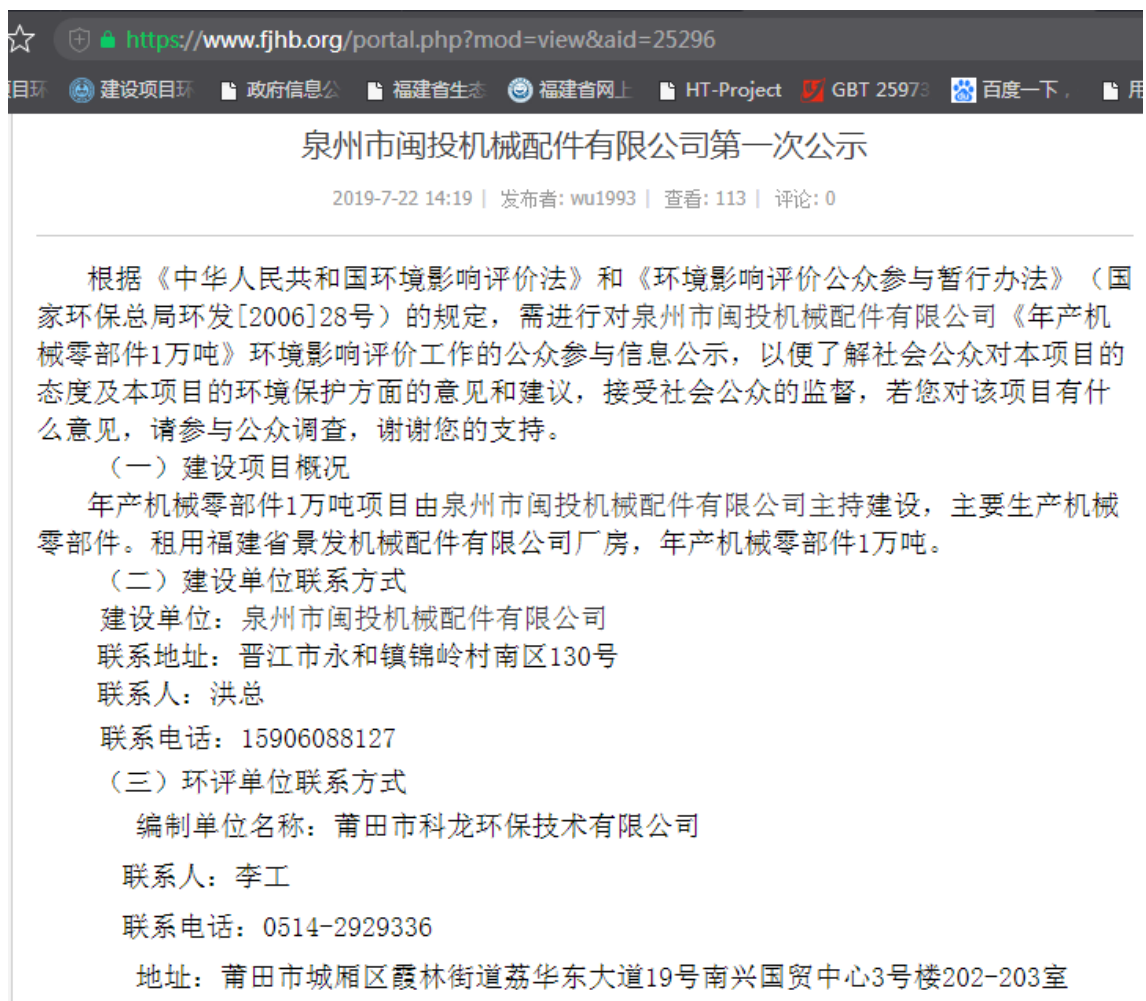 https://www.fjhb.org/portal.php?mod=view&aid=25296
项目环 建设项目环 政府信息公 福建省生态 福建省网上 HT-Project GBT 25973 百度一下， 用
泉州市闽投机械配件有限公司第一次公示
2019-7-22 14:19 | 发布者: wu1993 | 查看: 113 | 评论: 0
根据《中华人民共和国环境影响评价法》和《环境影响评价公众参与暂行办法》（国
家环保总局环发[2006]28号）的规定，需进行对泉州市闽投机械配件有限公司《年产机
械零部件1万吨》环境影响评价工作的公众参与信息公示，以便了解社会公众对本项目的
态度及本项目的环境保护方面的意见和建议，接受社会公众的监督，若您对该项目有什
么意见，请参与公众调查，谢谢您的支持。
（一）建设项目概况
年产机械零部件1万吨项目由泉州市闽投机械配件有限公司主持建设，主要生产机械
零部件。租用福建省景发机械配件有限公司厂房，年产机械零部件1万吨。
（二）建设单位联系方式
建设单位：泉州市闽投机械配件有限公司
联系地址：晋江市永和镇锦岭村南区130号
联系人：洪总
联系电话：15906088127
（三）环评单位联系方式
编制单位名称：莆田市科龙环保技术有限公司
联系人：李工
联系电话：0514-2929336
地址：莆田市城厢区霞林街道荔华东大道19号南兴国贸中心3号楼202-203室